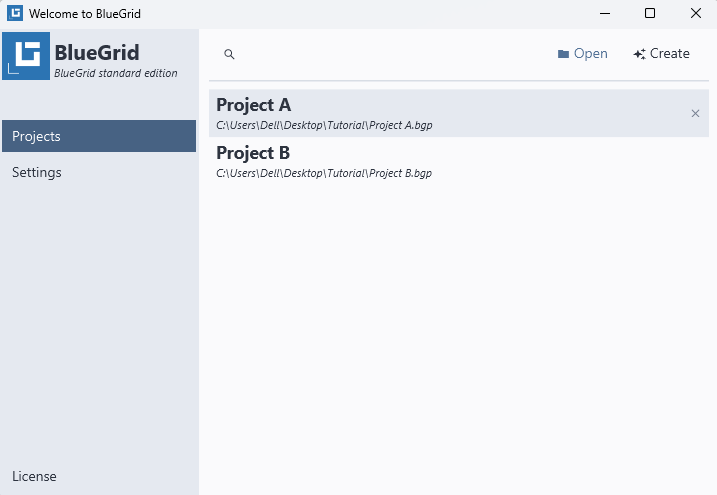 Welcome to BlueGrid
BlueGrid
BlueGrid standard edition
Projects
Settings
License
Open
Create
Project A
C:\Users\Dell\Desktop\Tutorial\Project A.bgp
Project B
C:\Users\Dell\Desktop\Tutorial\Project B.bgp